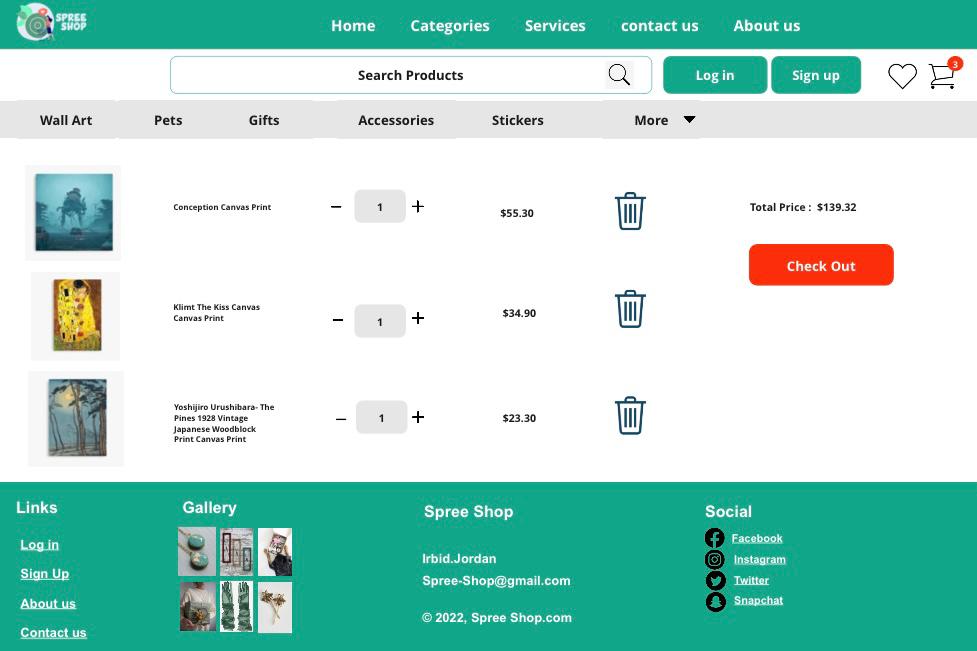 SPREE
SHOP
Home
Categories
Services
contact us
About us
Search Products
Log in
Sign up
3
Wall Art
Pets
Gifts
Accessories
Stickers
More
Conception Canvas Print
1
$55.30
Total Price : $139.32
Check Out
Klimt The Kiss Canvas
Canvas Print
1
$34.90
Yoshijiro Urushibara- The
Pines 1928 Vintage
Japanese Woodblock
Print Canvas Print
1
$23.30
Links
Log in
Sign Up
About us
Contact us
Gallery
Spree Shop
Irbid.Jordan
Spree-Shop@gmail.com
© 2022, Spree Shop.com
Social
Facebook
Instagram
Twitter
Snapchat